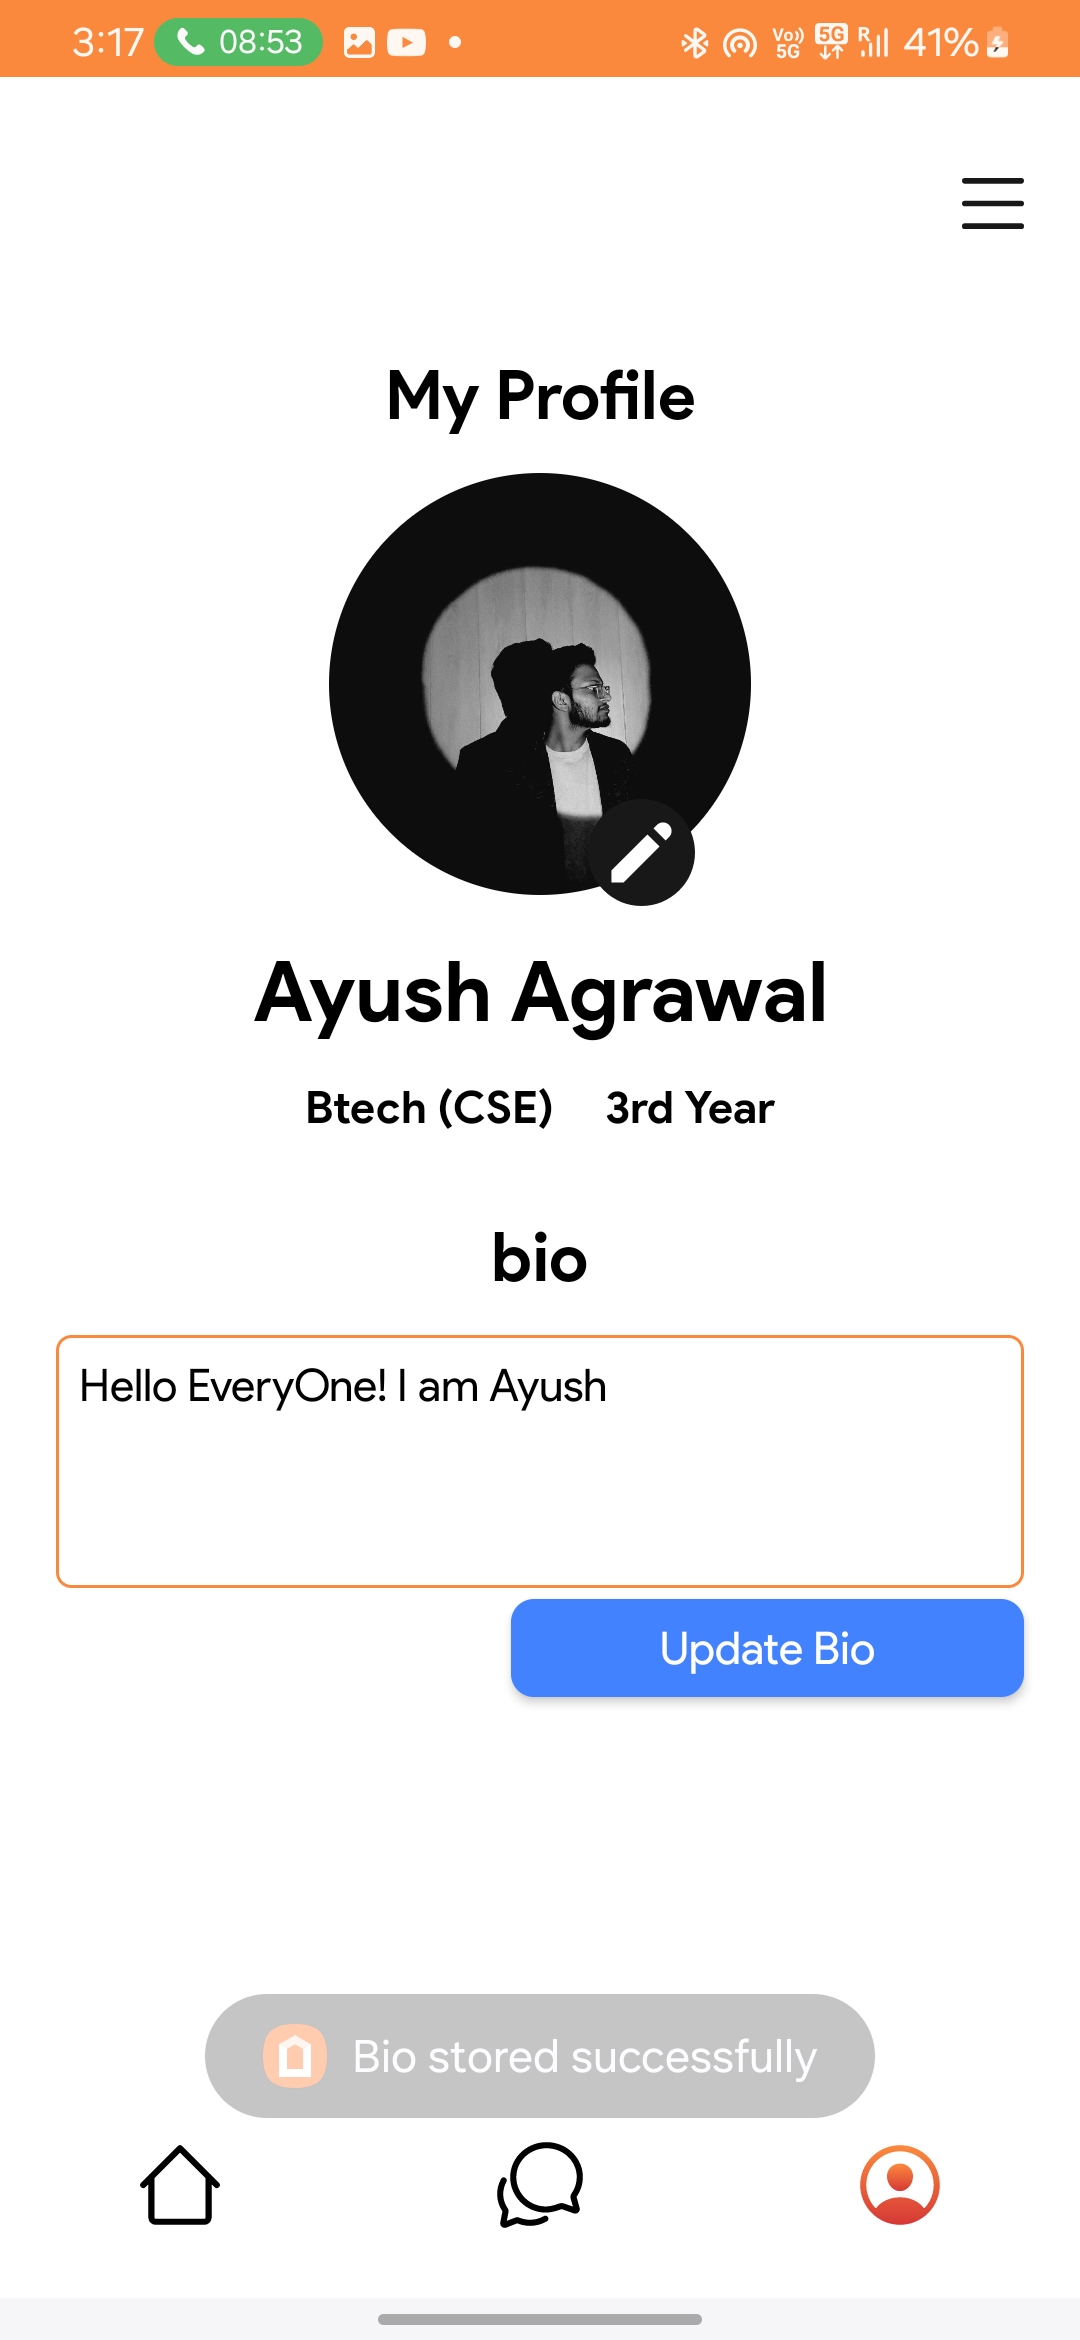 3:17 08:53 Vo)) 5G 5G R 41%
My Profile
Ayush Agrawal
Btech (CSE) 3rd Year
bio
Hello EveryOne! I am Ayush
Update Bio
Bio stored successfully